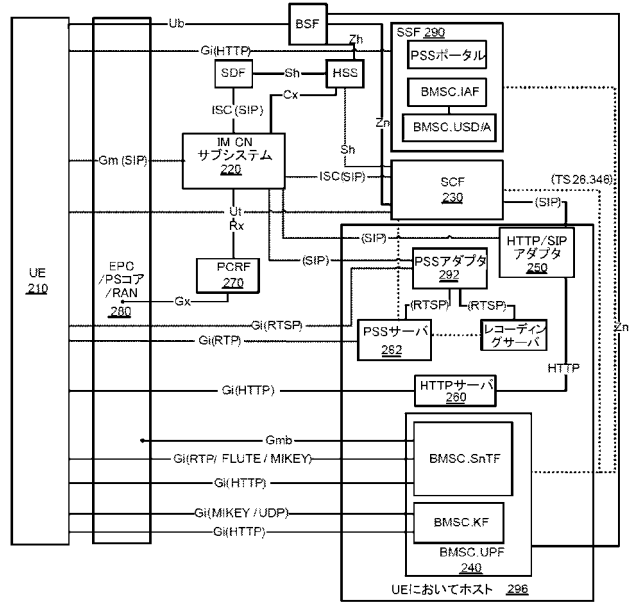 Ub
BSF
SSF 290
Gi(HTTP)
Zh
PSSポータル
SDF
Sh
HSS
Cx
BMSC.IAF
ISC(SIP)
Zn
BMSC.USD/A
Sh
IM CN
サブシステム
220
Gm(SIP)
ISC(SIP)
SCF
230
(TS26.346)
(SIP)
Ut
Rx
UE
210
EPC
/PSコア
/RAN
280
PCRF
270
Gx
(SIP)
(SIP)
PSSアダプタ
292
HTTP/SIP
アダプタ
250
(RTSP)
(RTSP)
Gi(RTSP)
Gi(RTP)
PSSサーバ
262
レコーディン
グサーバ
Zn
HTTP
Gi(HTTP)
HTTPサーバ
260
Gmb
Gi(RTP/ FLUTE / MIKEY)
BMSC.SnTF
Gi(HTTP)
Gi(MIKEY / UDP)
Gi(HTTP)
BMSC.KF
BMSC.UPF
240
UEにおいてホスト 296